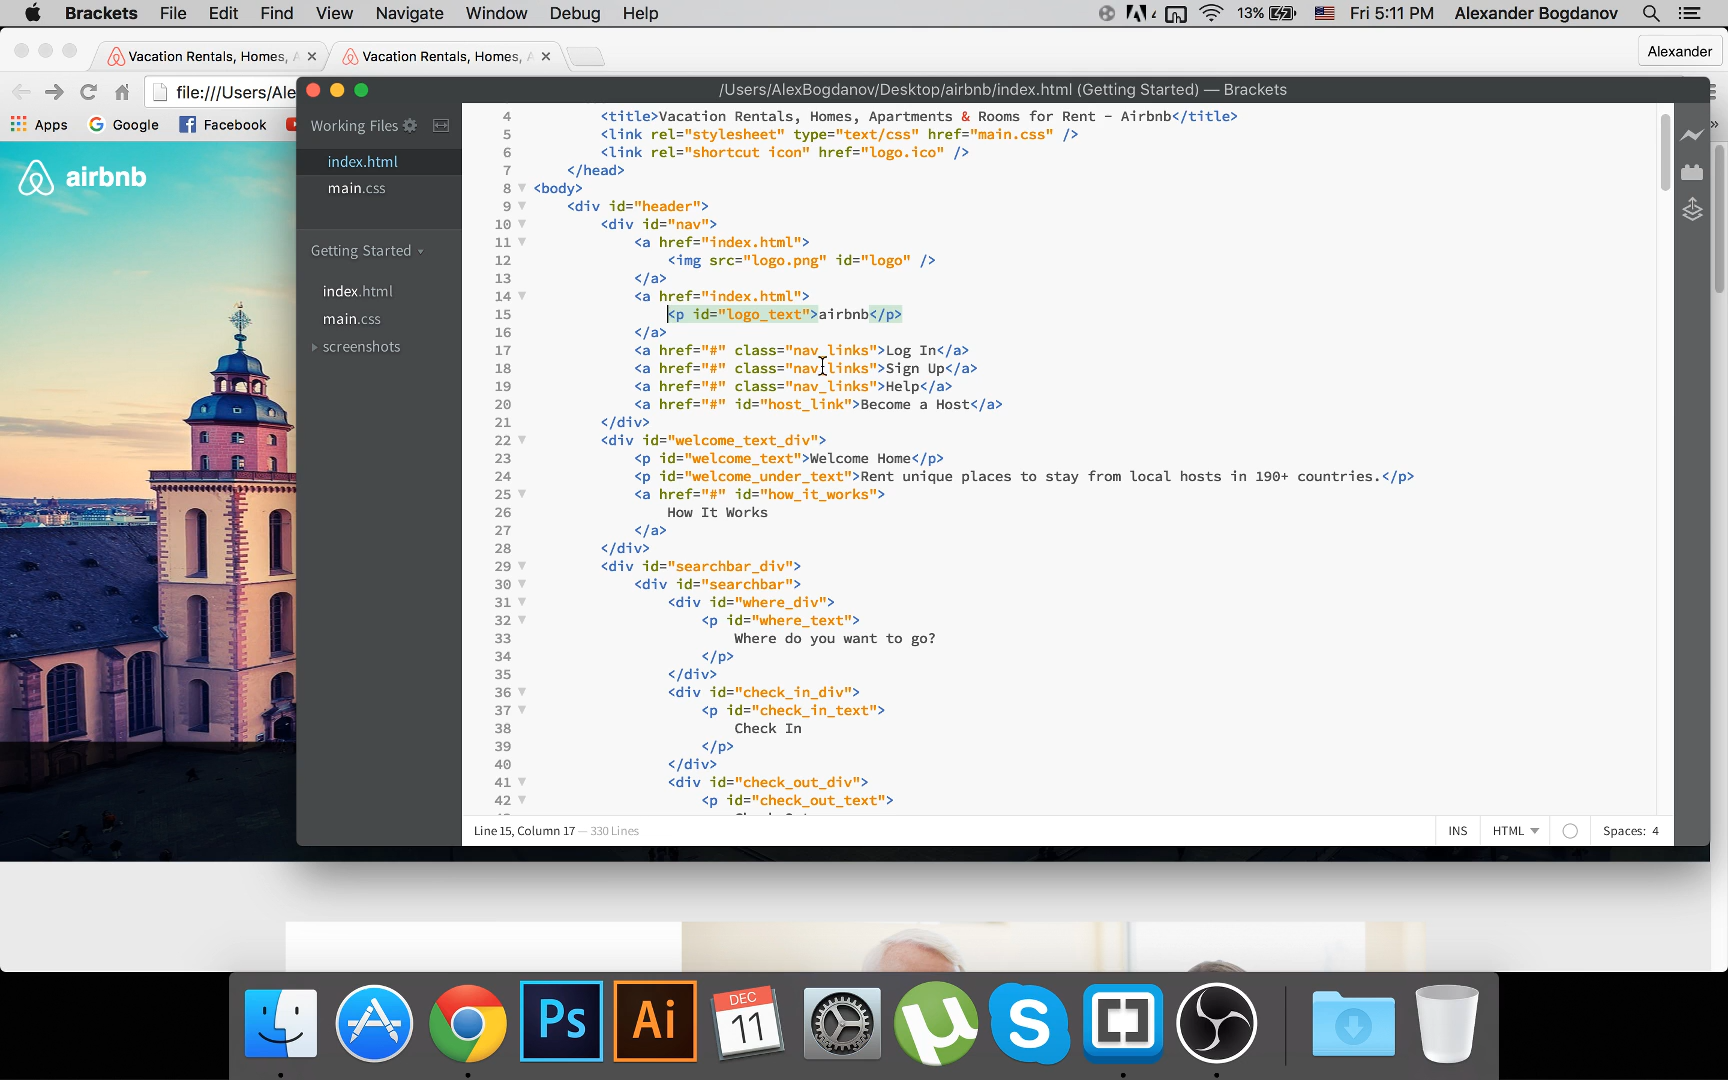 Brackets File Edit Find View Navigate Window Debug Help 13% Fri 5:11 PM Alexander Bogdanov
Vacation Rentals, Homes, Vacation Rentals, Homes, Alexander
file:///Users/Ale
Apps Google Facebook
airbnb
/Users/AlexBogdanov/Desktop/airbnb/index.html (Getting Started) — Brackets
Working Files
index.html
main.css
Getting Started
index.html
main.css
screenshots
4 <title>Vacation Rentals, Homes, Apartments & Rooms for Rent - Airbnb</title>
5 <link rel="stylesheet" type="text/css" href="main.css" />
6 <link rel="shortcut icon" href="logo.ico" />
7 </head>
8 <body>
9 <div id="header">
10 <div id="nav">
11 <a href="index.html">
12 <img src="logo.png" id="logo" />
13 </a>
14 <a href="index.html">
15 <p id="logo_text">airbnb</p>
16 </a>
17 <a href="#" class="nav_links">Log In</a>
18 <a href="#" class="nav_links">Sign Up</a>
19 <a href="#" class="nav_links">Help</a>
20 <a href="#" id="host_link">Become a Host</a>
21 </div>
22 <div id="welcome_text_div">
23 <p id="welcome_text">Welcome Home</p>
24 <p id="welcome_under_text">Rent unique places to stay from local hosts in 190+ countries.</p>
25 <a href="#" id="how_it_works">
26 How It Works
27 </a>
28 </div>
29 <div id="searchbar_div">
30 <div id="searchbar">
31 <div id="where_div">
32 <p id="where_text">
33 Where do you want to go?
34 </p>
35 </div>
36 <div id="check_in_div">
37 <p id="check_in_text">
38 Check In
39 </p>
40 </div>
41 <div id="check_out_div">
42 <p id="check_out_text">
Line 15, Column 17 — 330 Lines INS HTML Spaces: 4
Ps Ai DEC 11 S